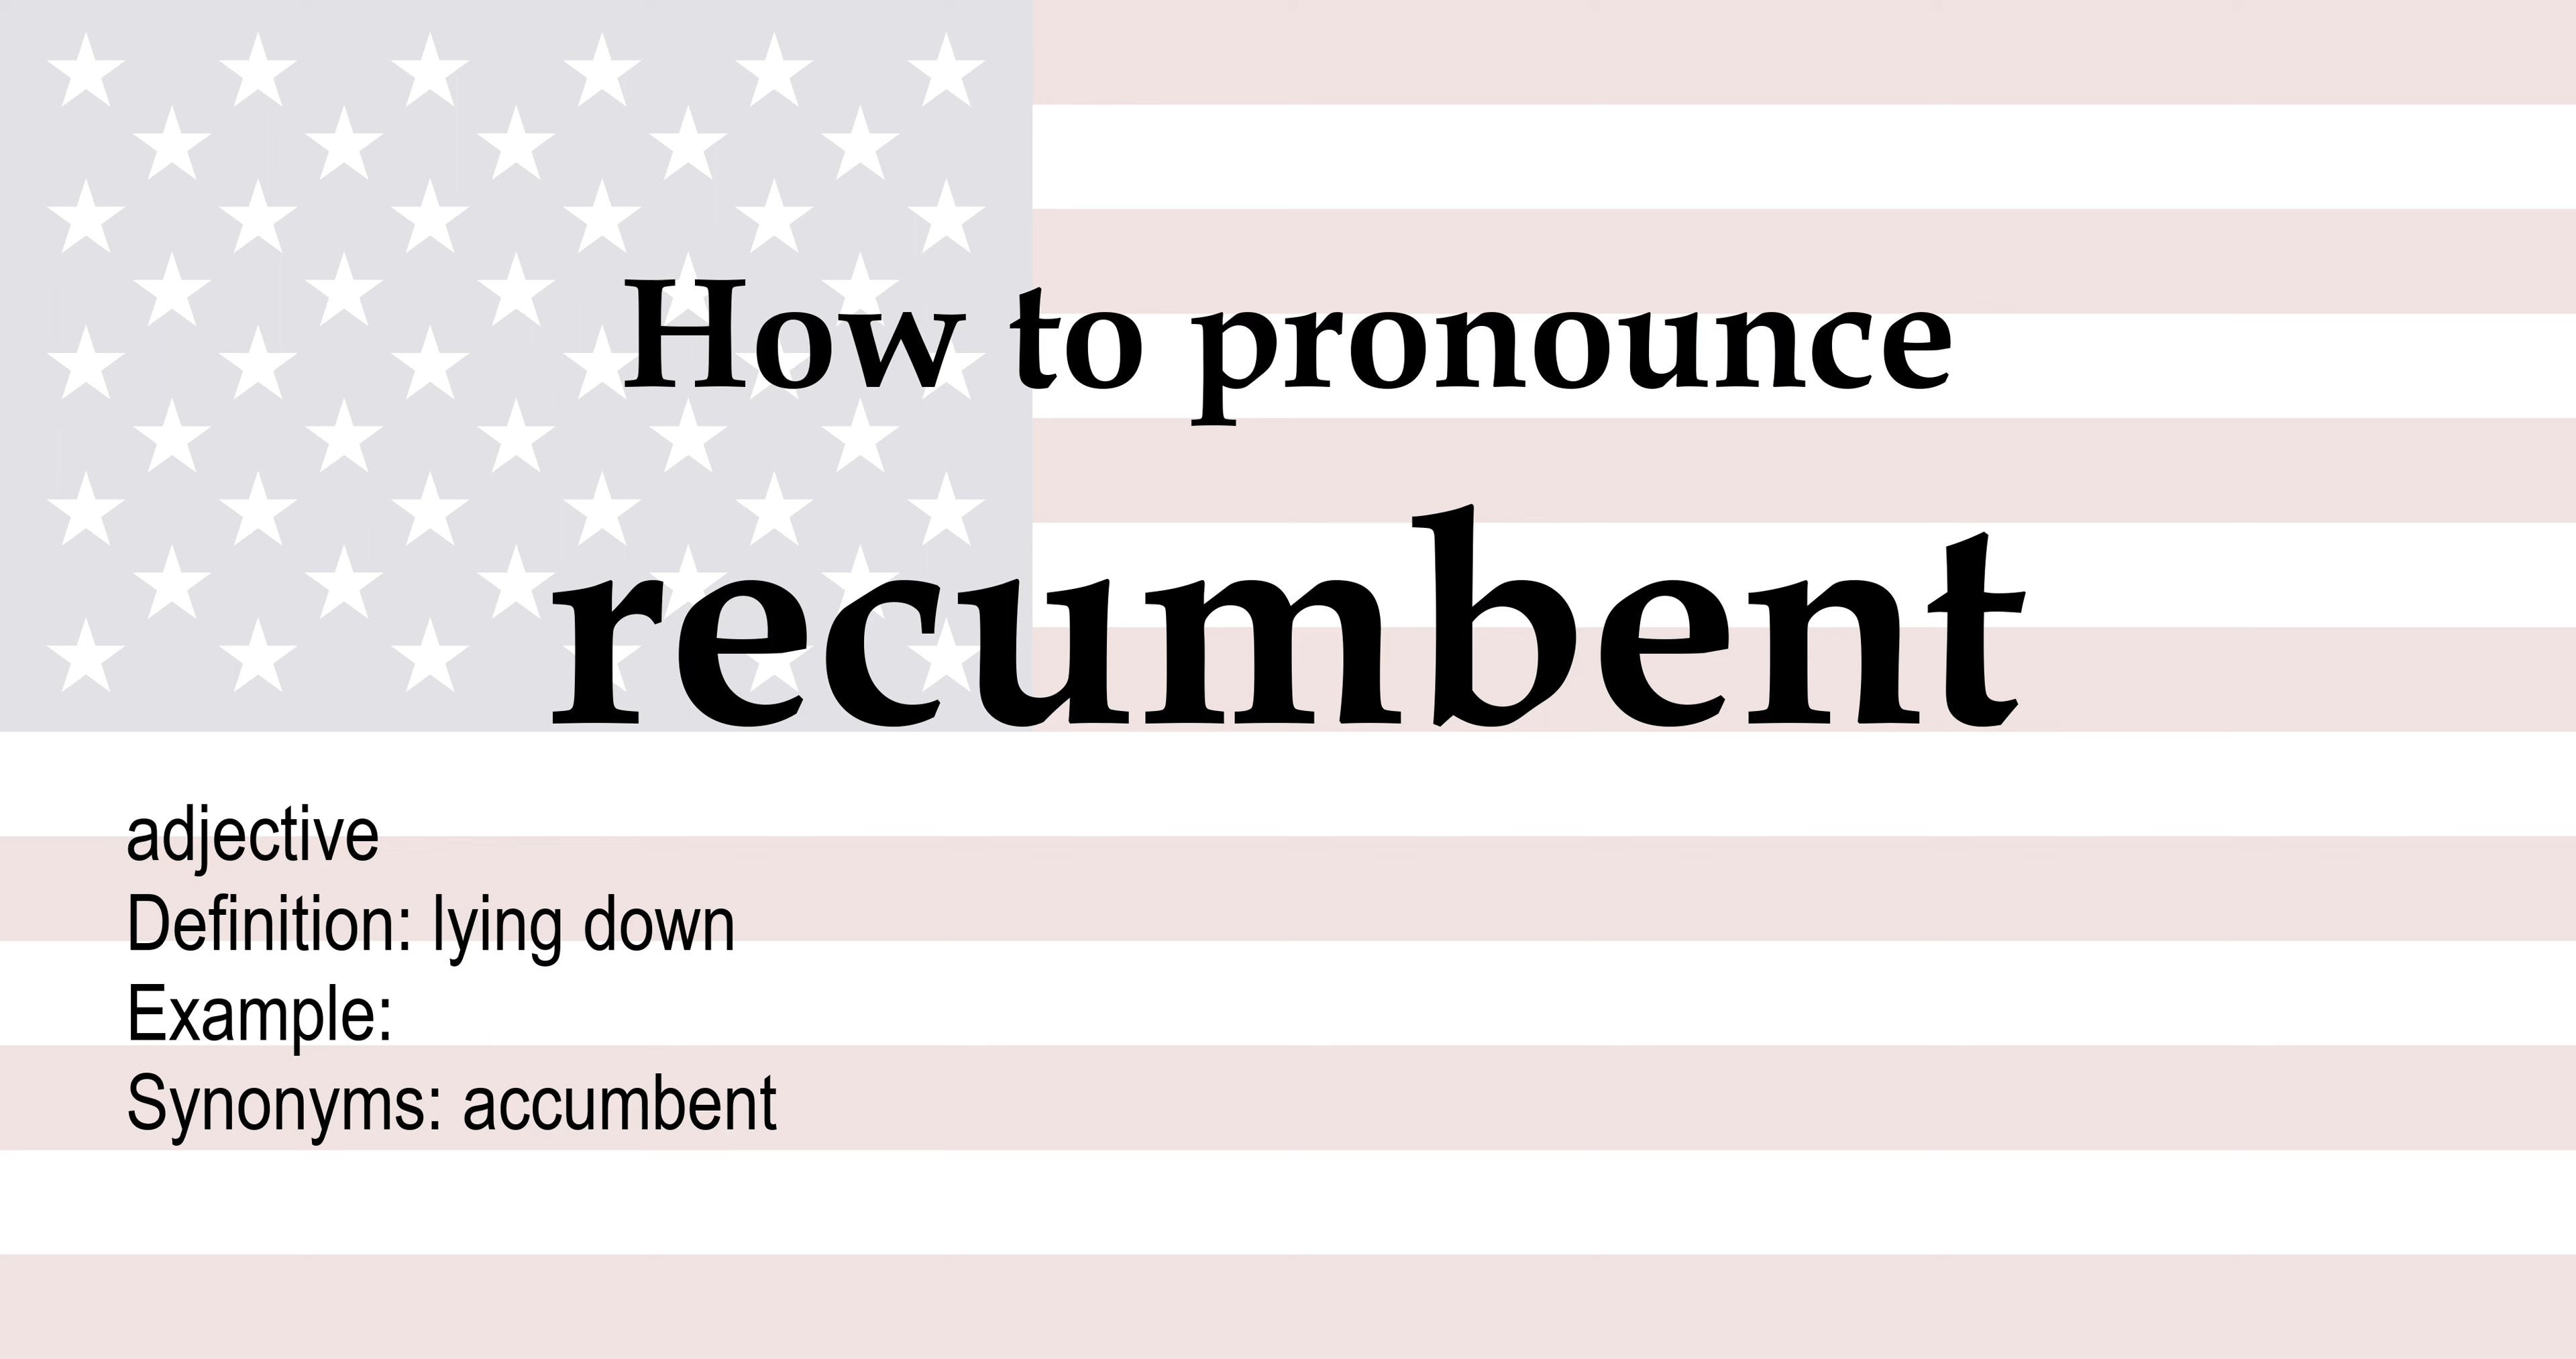 How to pronounce
recumbent
adjective
Definition: lying down
Example:
Synonyms: accumbent